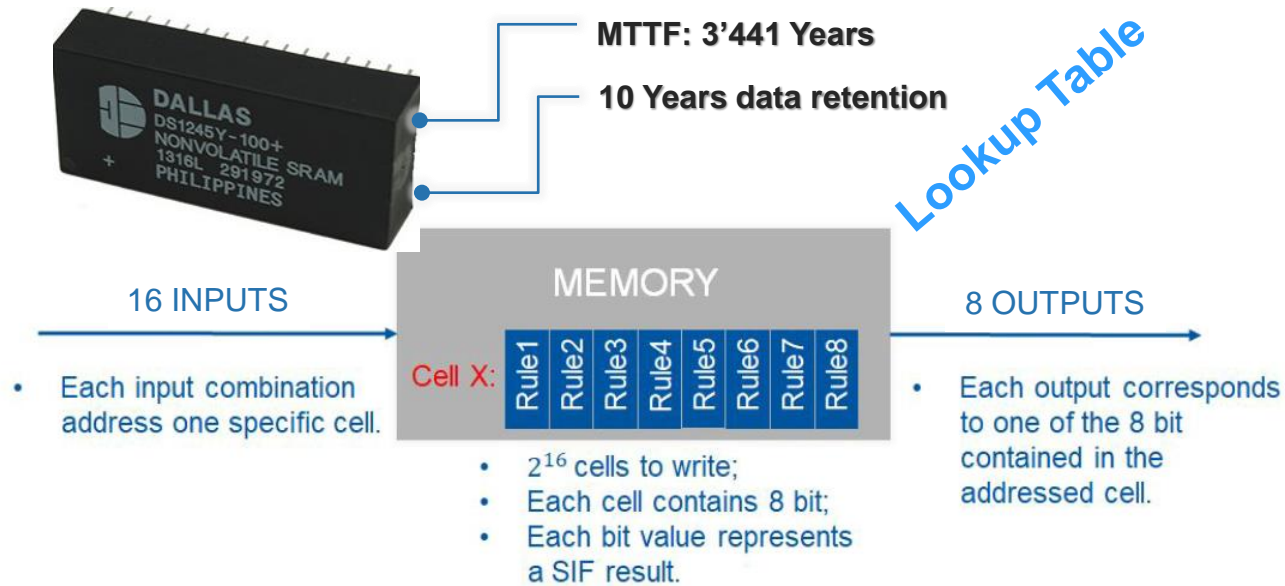 MTTF: 3’441 Years
10 Years data retention
Lookup Table
DALLAS
DS1245Y-100+
NONVOLATILE SRAM
1316L 291972
PHILIPPINES
+
16 INPUTS
• Each input combination
address one specific cell.
MEMORY
Cell X:
Rule1
Rule2
Rule3
Rule4
Rule5
Rule6
Rule7
Rule8
• 2¹⁶ cells to write;
• Each cell contains 8 bit;
• Each bit value represents
a SIF result.
8 OUTPUTS
• Each output corresponds
to one of the 8 bit
contained in the
addressed cell.